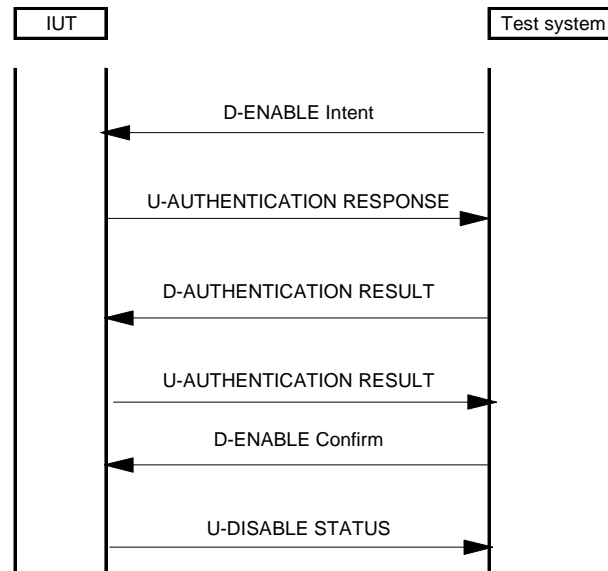 IUT
Test system
D-ENABLE Intent
U-AUTHENTICATION RESPONSE
D-AUTHENTICATION RESULT
U-AUTHENTICATION RESULT
D-ENABLE Confirm
U-DISABLE STATUS